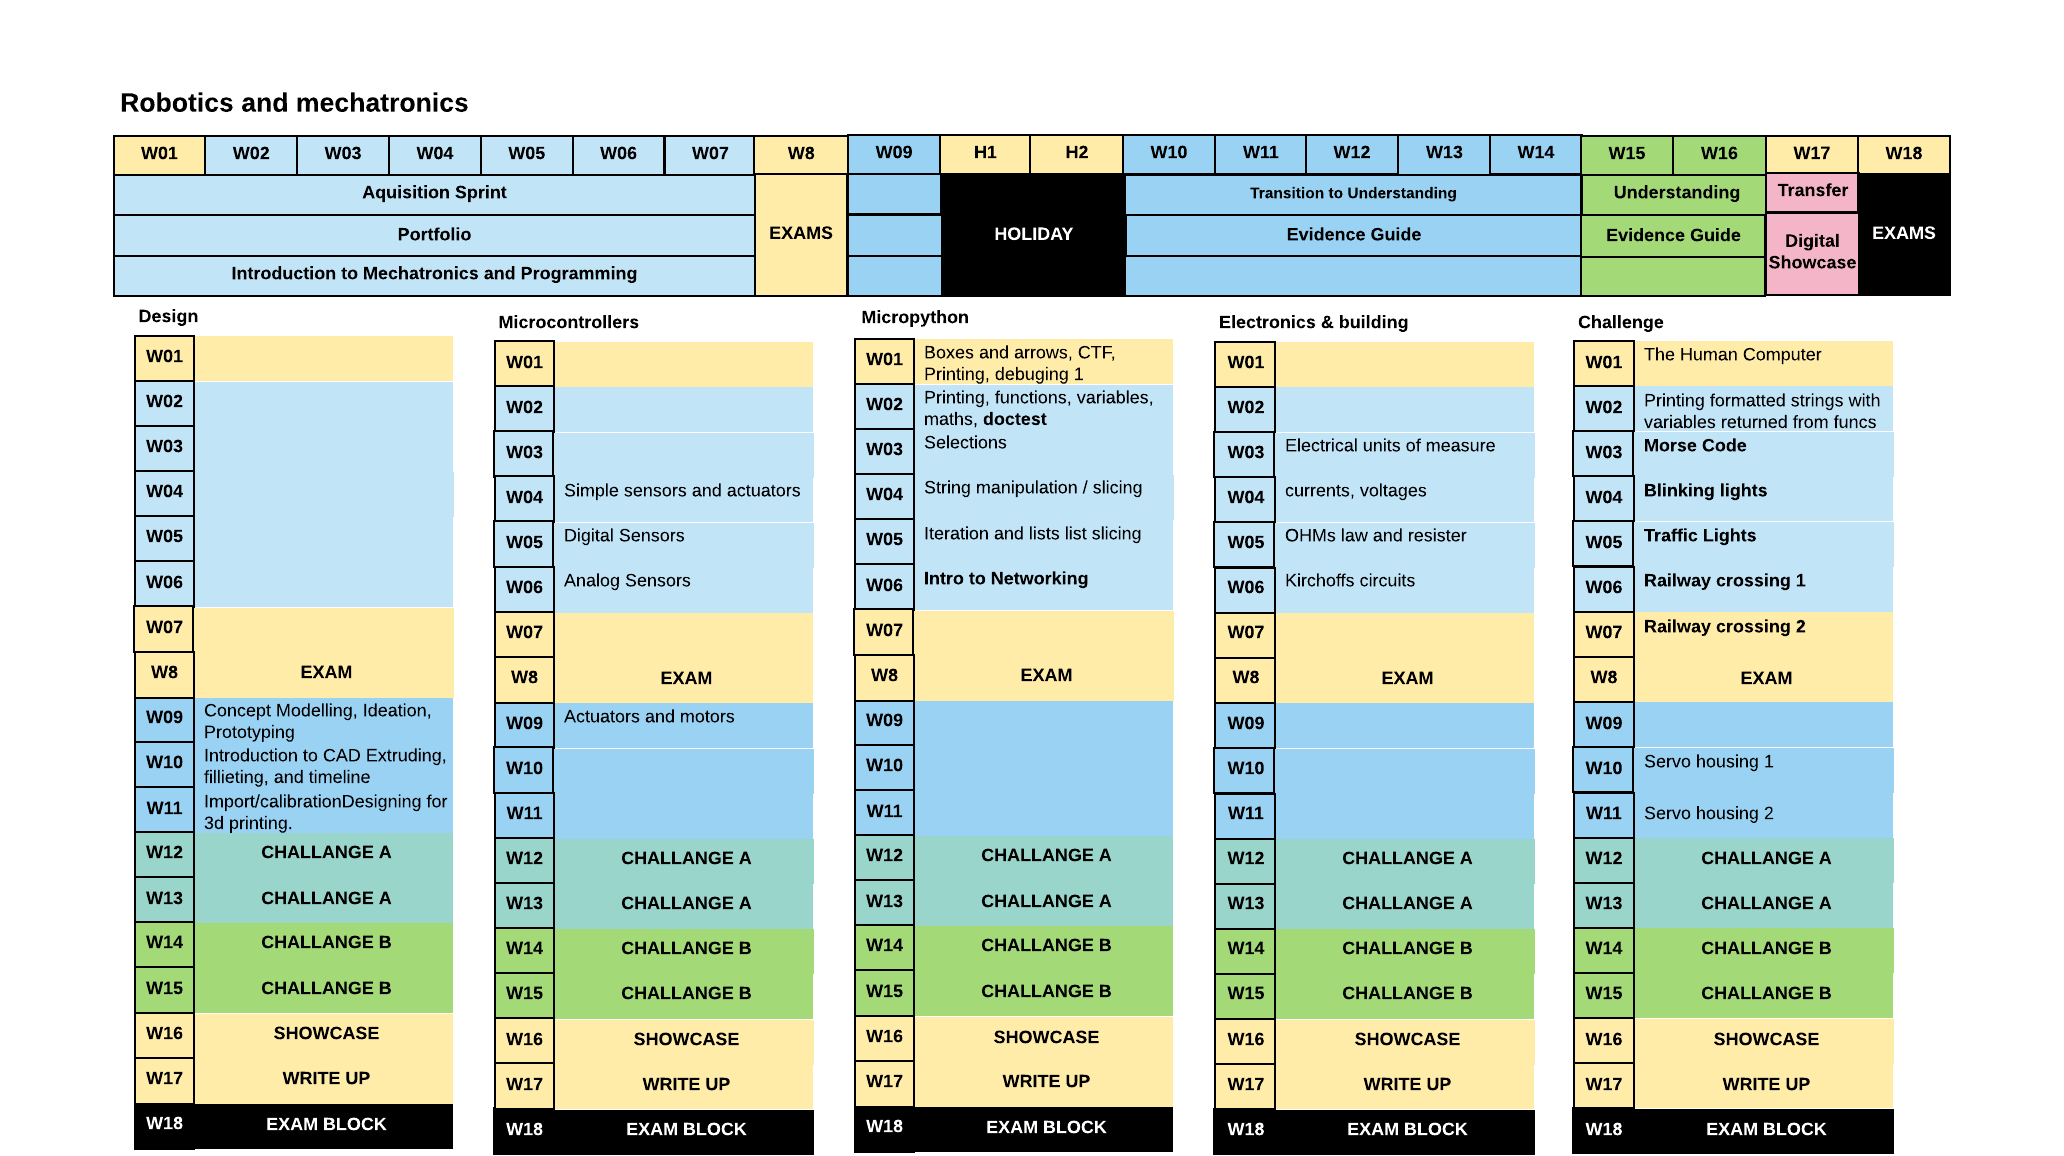 Robotics and mechatronics
W01 W02 W03 W04 W05 W06 W07 W8 W09 H1 H2 W10 W11 W12 W13 W14 W15 W16 W17 W18
Aquisition Sprint
Portfolio
Introduction to Mechatronics and Programming
EXAMS
HOLIDAY
Transition to Understanding
Evidence Guide
Understanding
Evidence Guide
Transfer
Digital
Showcase
EXAMS
Design
W01
W02
W03
W04
W05
W06
W07
W8 EXAM
W09 Concept Modelling, Ideation,
Prototyping
W10 Introduction to CAD Extruding,
fillieting, and timeline
W11 Import/calibrationDesigning for
3d printing.
W12 CHALLANGE A
W13 CHALLANGE A
W14 CHALLANGE B
W15 CHALLANGE B
W16 SHOWCASE
W17 WRITE UP
W18 EXAM BLOCK
Microcontrollers
W01
W02
W03
W04 Simple sensors and actuators
W05 Digital Sensors
W06 Analog Sensors
W07
W8 EXAM
W09 Actuators and motors
W10
W11
W12 CHALLANGE A
W13 CHALLANGE A
W14 CHALLANGE B
W15 CHALLANGE B
W16 SHOWCASE
W17 WRITE UP
W18 EXAM BLOCK
Micropython
W01 Boxes and arrows, CTF,
Printing, debuging 1
W02 Printing, functions, variables,
maths, doctest
W03 Selections
W04 String manipulation / slicing
W05 Iteration and lists list slicing
W06 Intro to Networking
W07
W8 EXAM
W09
W10
W11
W12 CHALLANGE A
W13 CHALLANGE A
W14 CHALLANGE B
W15 CHALLANGE B
W16 SHOWCASE
W17 WRITE UP
W18 EXAM BLOCK
Electronics & building
W01
W02
W03 Electrical units of measure
W04 currents, voltages
W05 OHMs law and resister
W06 Kirchoffs circuits
W07
W8 EXAM
W09
W10
W11
W12 CHALLANGE A
W13 CHALLANGE A
W14 CHALLANGE B
W15 CHALLANGE B
W16 SHOWCASE
W17 WRITE UP
W18 EXAM BLOCK
Challenge
W01 The Human Computer
W02 Printing formatted strings with
variables returned from funcs
W03 Morse Code
W04 Blinking lights
W05 Traffic Lights
W06 Railway crossing 1
W07 Railway crossing 2
W8 EXAM
W09
W10 Servo housing 1
W11 Servo housing 2
W12 CHALLANGE A
W13 CHALLANGE A
W14 CHALLANGE B
W15 CHALLANGE B
W16 SHOWCASE
W17 WRITE UP
W18 EXAM BLOCK